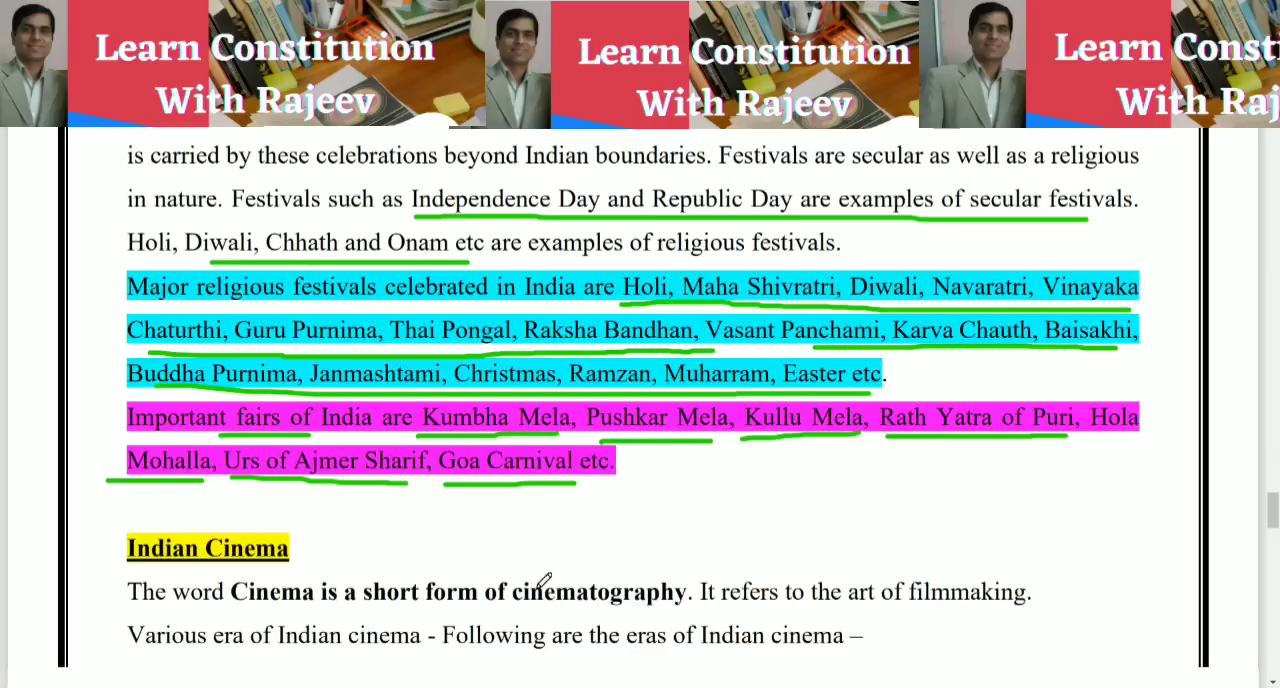 Learn Constitution
With Rajeev
Learn Constitution
With Rajeev
Learn Consti
With Raj
is carried by these celebrations beyond Indian boundaries. Festivals are secular as well as a religious
in nature. Festivals such as Independence Day and Republic Day are examples of secular festivals.
Holi, Diwali, Chhath and Onam etc are examples of religious festivals.
Major religious festivals celebrated in India are Holi, Maha Shivratri, Diwali, Navaratri, Vinayaka
Chaturthi, Guru Purnima, Thai Pongal, Raksha Bandhan, Vasant Panchami, Karva Chauth, Baisakhi,
Buddha Purnima, Janmashtami, Christmas, Ramzan, Muharram, Easter etc.
Important fairs of India are Kumbha Mela, Pushkar Mela, Kullu Mela, Rath Yatra of Puri, Hola
Mohalla, Urs of Ajmer Sharif, Goa Carnival etc.
Indian Cinema
The word Cinema is a short form of cinematography. It refers to the art of filmmaking.
Various era of Indian cinema - Following are the eras of Indian cinema –